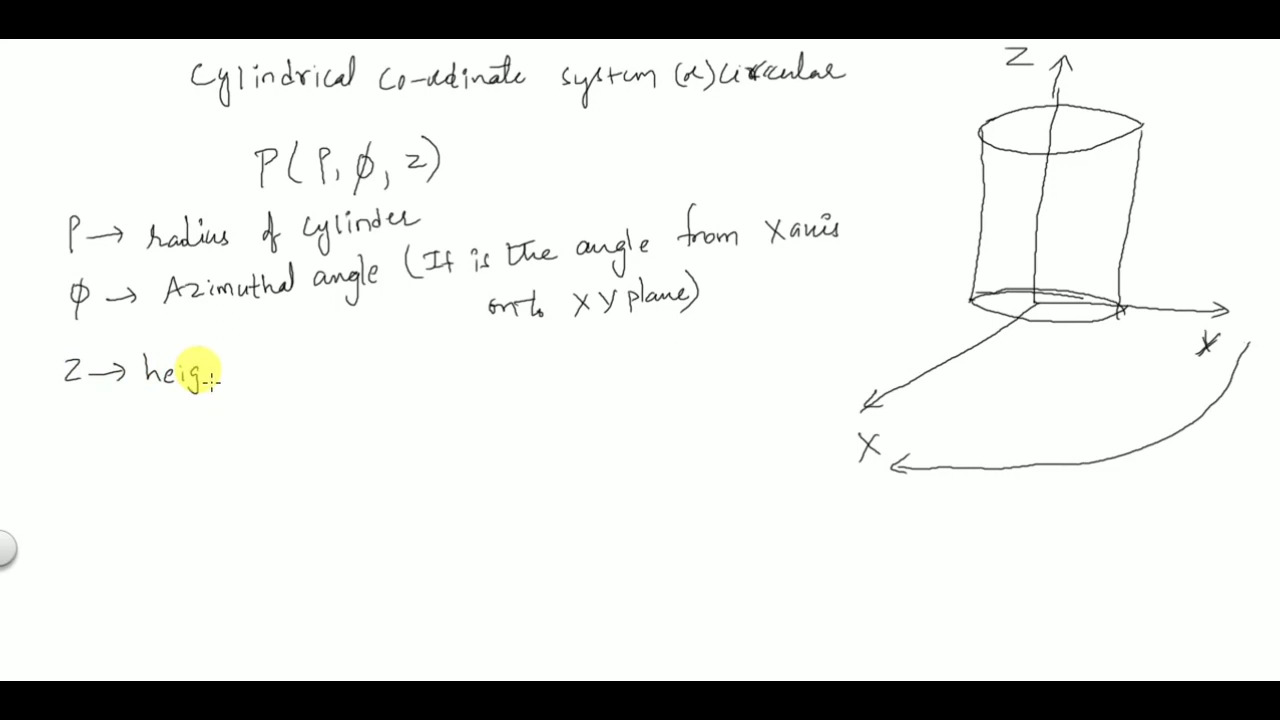 Cylindrical co-ordinate system (or) circular
P(ρ, ϕ, z)
ρ → radius of cylinder
ϕ → Azimuthal angle (It is the angle from X axis
onto XY plane)
Z → heig
Z
X
X